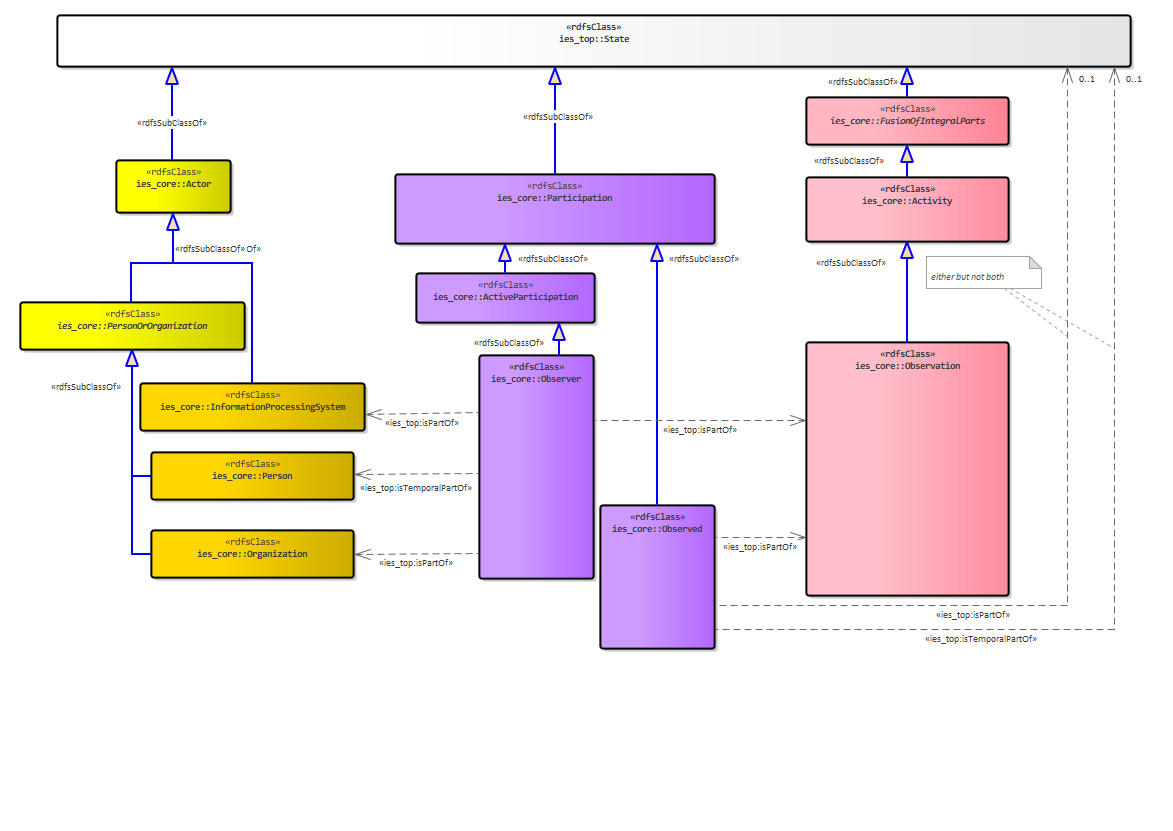 «rdfsClass»
ies_top::State
0..1
0..1
«rdfsSubClassOf»
«rdfsClass»
ies_core::FusionOfIntegralParts
«rdfsSubClassOf»
«rdfsSubClassOf»
«rdfsSubClassOf»
«rdfsClass»
ies_core::Actor
«rdfsClass»
ies_core::Participation
«rdfsClass»
ies_core::Activity
«rdfsSubClassOf» Of»
«rdfsSubClassOf»
«rdfsSubClassOf»
«rdfsSubClassOf»
either but not both
«rdfsClass»
ies_core::ActiveParticipation
«rdfsClass»
ies_core::PersonOrOrganization
«rdfsSubClassOf»
«rdfsClass»
ies_core::Observation
«rdfsClass»
ies_core::Observer
«rdfsSubClassOf»
«rdfsClass»
ies_core::InformationProcessingSystem
«ies_top:isPartOf»
«ies_top:isPartOf»
«rdfsClass»
ies_core::Person
«ies_top:isTemporalPartOf»
«rdfsClass»
ies_core::Observed
«rdfsClass»
ies_core::Organization
«ies_top:isPartOf»
«ies_top:isPartOf»
«ies_top:isPartOf»
«ies_top:isTemporalPartOf»